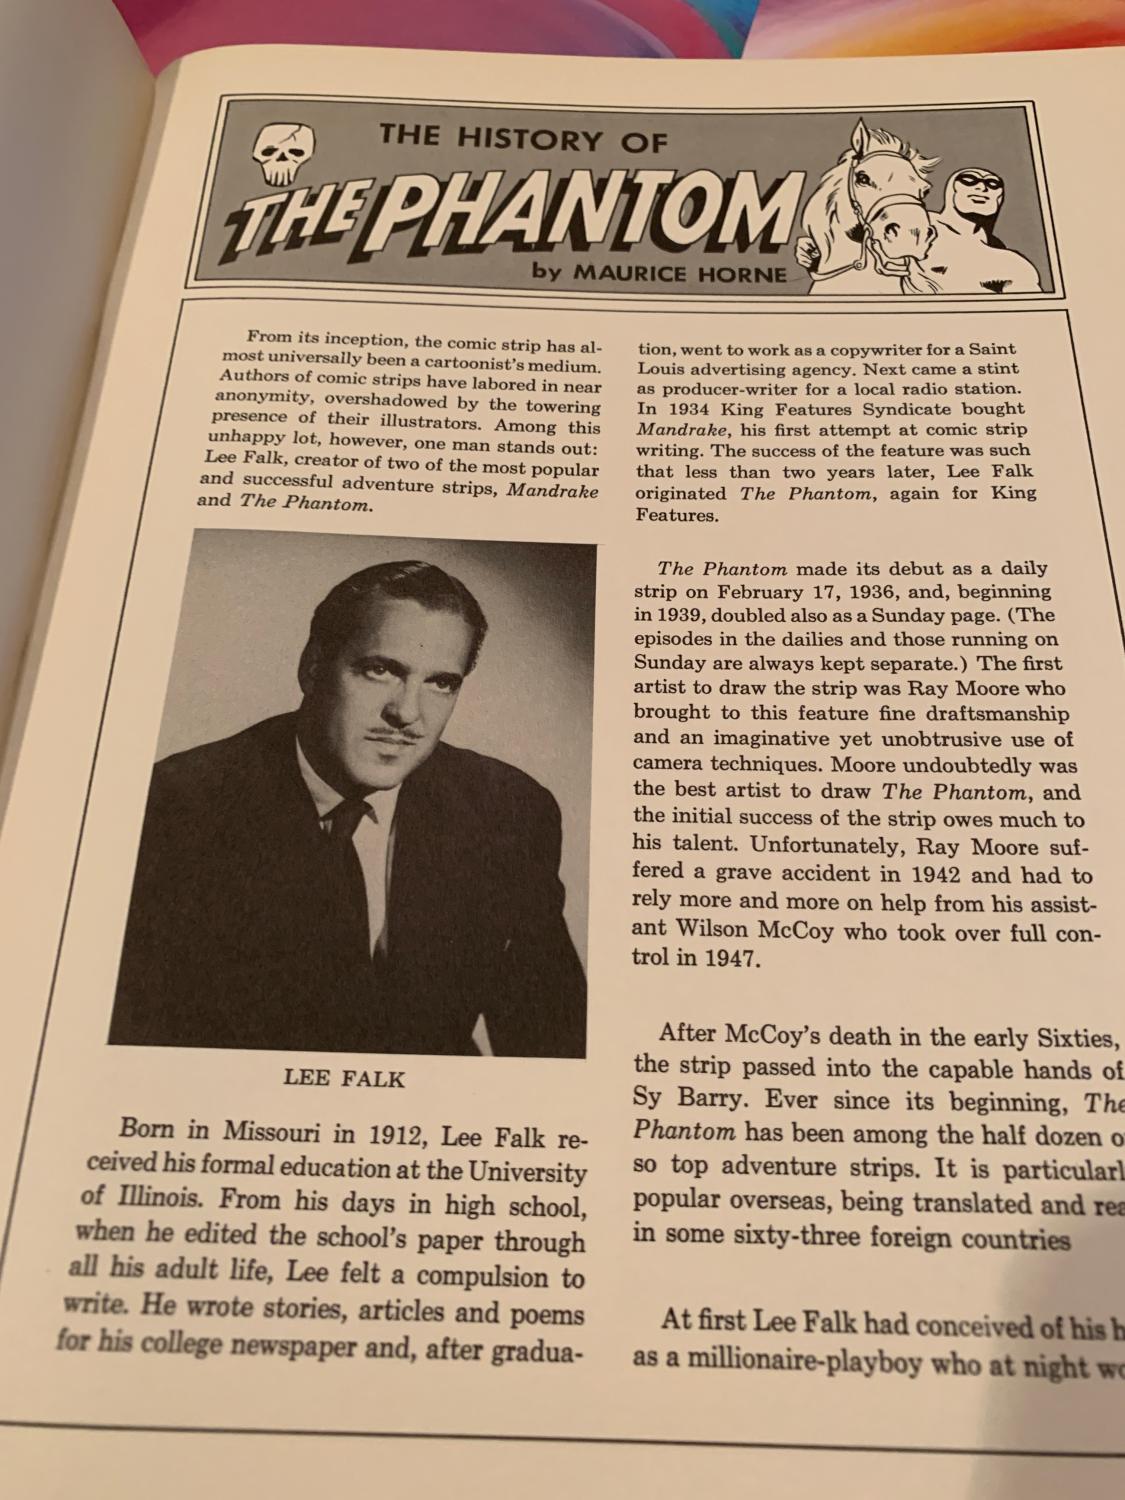 THE HISTORY OF
THE PHANTOM
by MAURICE HORNE
From its inception, the comic strip has al-
most universally been a cartoonist's medium.
Authors of comic strips have labored in near
anonymity, overshadowed by the towering
presence of their illustrators. Among this
unhappy lot, however, one man stands out:
Lee Falk, creator of two of the most popular
and successful adventure strips, Mandrake
and The Phantom.
LEE FALK
Born in Missouri in 1912, Lee Falk re-
ceived his formal education at the University
of Illinois. From his days in high school,
when he edited the school's paper through
all his adult life, Lee felt a compulsion to
write. He wrote stories, articles and poems
for his college newspaper and, after gradua-
tion, went to work as a copywriter for a Saint
Louis advertising agency. Next came a stint
as producer-writer for a local radio station.
In 1934 King Features Syndicate bought
Mandrake, his first attempt at comic strip
writing. The success of the feature was such
that less than two years later, Lee Falk
originated The Phantom, again for King
Features.
The Phantom made its debut as a daily
strip on February 17, 1936, and, beginning
in 1939, doubled also as a Sunday page. (The
episodes in the dailies and those running on
Sunday are always kept separate.) The first
artist to draw the strip was Ray Moore who
brought to this feature fine draftsmanship
and an imaginative yet unobtrusive use of
camera techniques. Moore undoubtedly was
the best artist to draw The Phantom, and
the initial success of the strip owes much to
his talent. Unfortunately, Ray Moore suf-
fered a grave accident in 1942 and had to
rely more and more on help from his assist-
ant Wilson McCoy who took over full con-
trol in 1947.
After McCoy's death in the early Sixties,
the strip passed into the capable hands of
Sy Barry. Ever since its beginning, The
Phantom has been among the half dozen
so top adventure strips. It is
popular overseas, being translated and
in some sixty-three foreign countries
At first Lee Falk had conceived of his
as a millionaire-playboy who at night